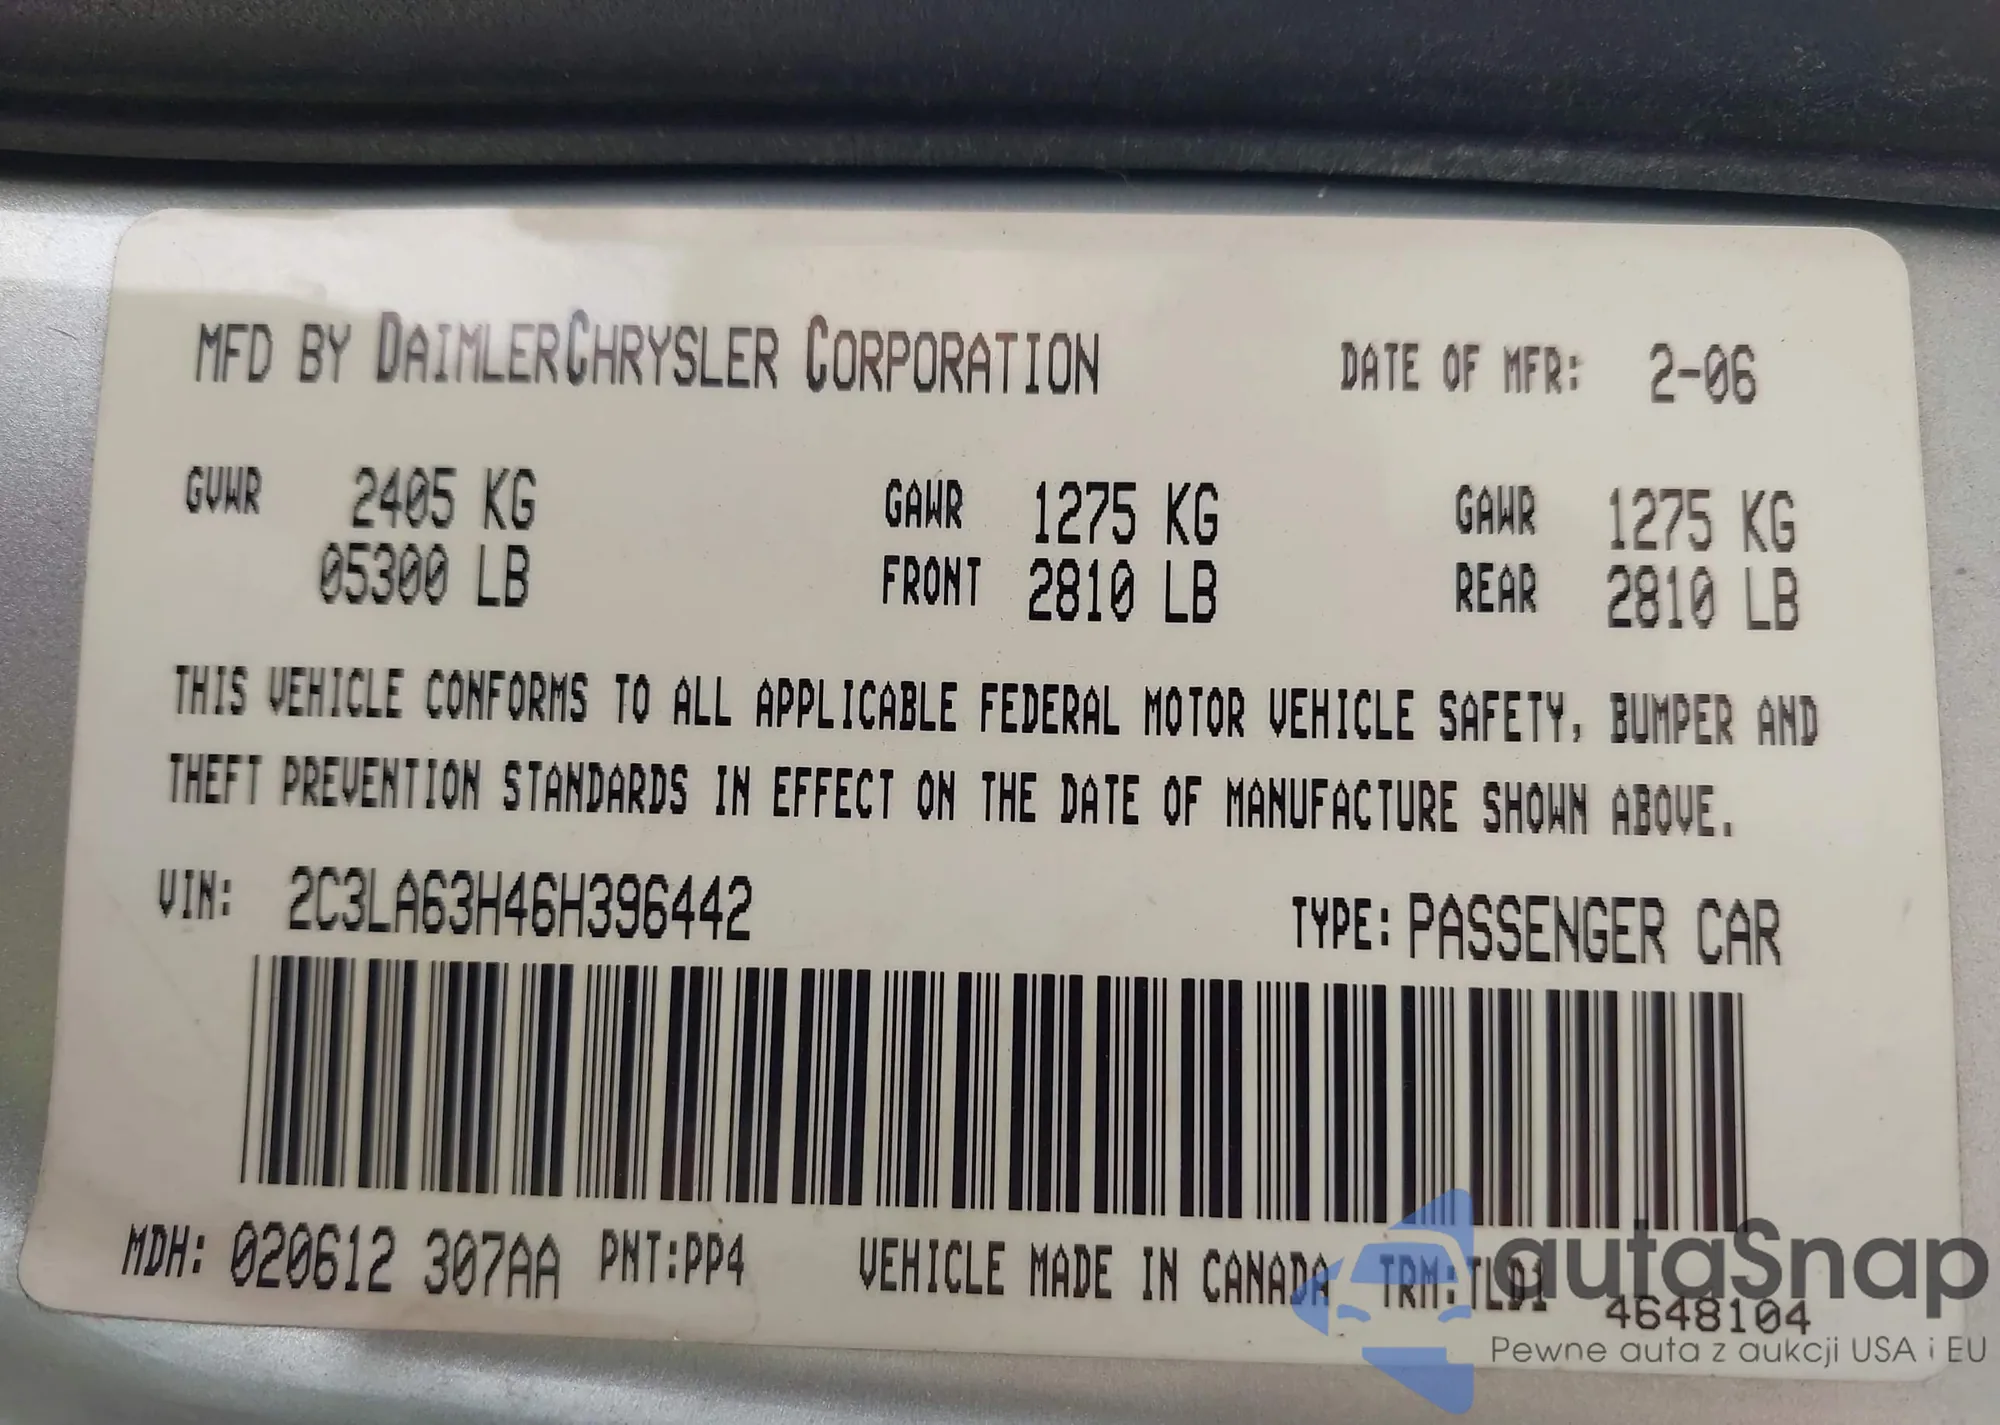 MFD BY DAIMLERCHRYSLER CORPORATION DATE OF MFR: 2-06
GVWR 2405 KG GAWR 1275 KG GAWR 1275 KG
05300 LB FRONT 2810 LB REAR 2810 LB
THIS VEHICLE CONFORMS TO ALL APPLICABLE FEDERAL MOTOR VEHICLE SAFETY, BUMPER AND
THEFT PREVENTION STANDARDS IN EFFECT ON THE DATE OF MANUFACTURE SHOWN ABOVE.
VIN: 2C3LA63H46H396442 TYPE: PASSENGER CAR
MDH: 020612 307AA PNT:PP4 VEHICLE MADE IN CANADA TRM:TLD1
4648104
autaSnap
Pewne auta z aukcji USA i EU